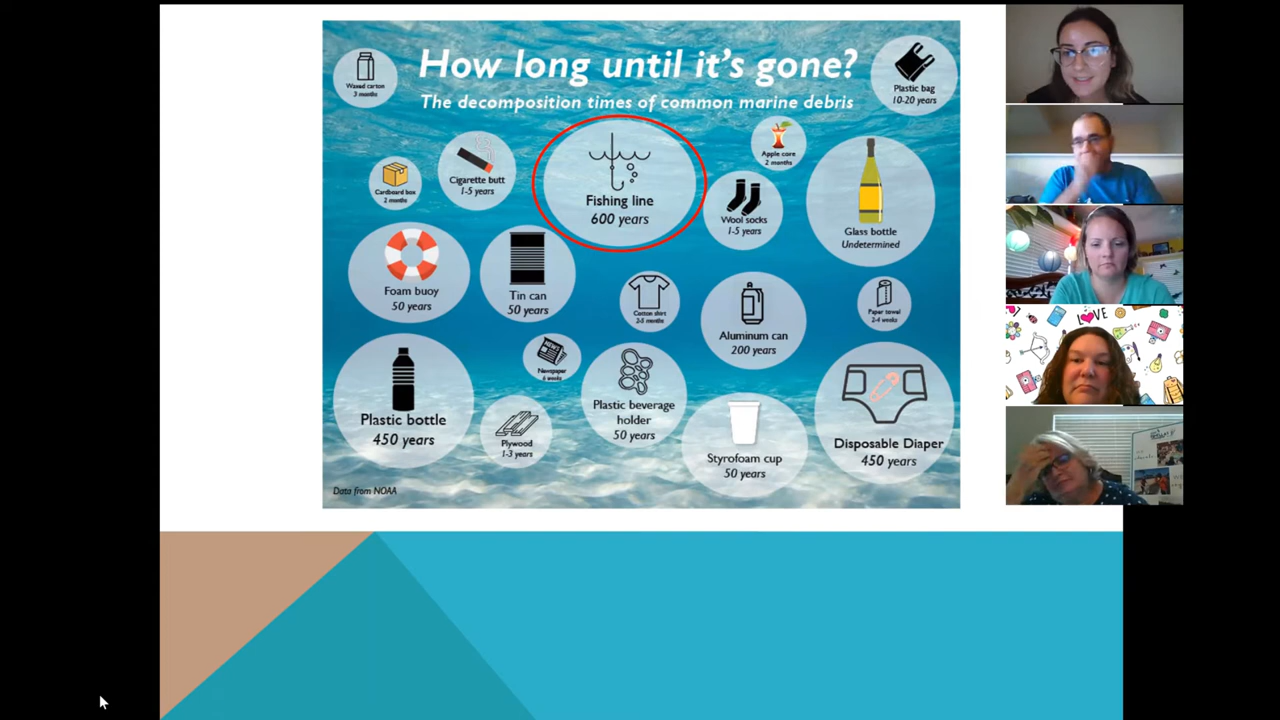 How long until it's gone?
The decomposition times of common marine debris
Waxed carton
3 months
Plastic bag
10-20 years
Cardboard box
2 months
Cigarette butt
1-5 years
Fishing line
600 years
Apple core
2 months
Wool socks
1-5 years
Glass bottle
Undetermined
Foam buoy
50 years
Tin can
50 years
Cotton shirt
2-5 months
Aluminum can
200 years
Paper towel
2-4 weeks
Plastic bottle
450 years
NEWS
Newspaper
6 weeks
Plywood
1-3 years
Plastic beverage
holder
50 years
Styrofoam cup
50 years
Disposable Diaper
450 years
Data from NOAA
LOVE